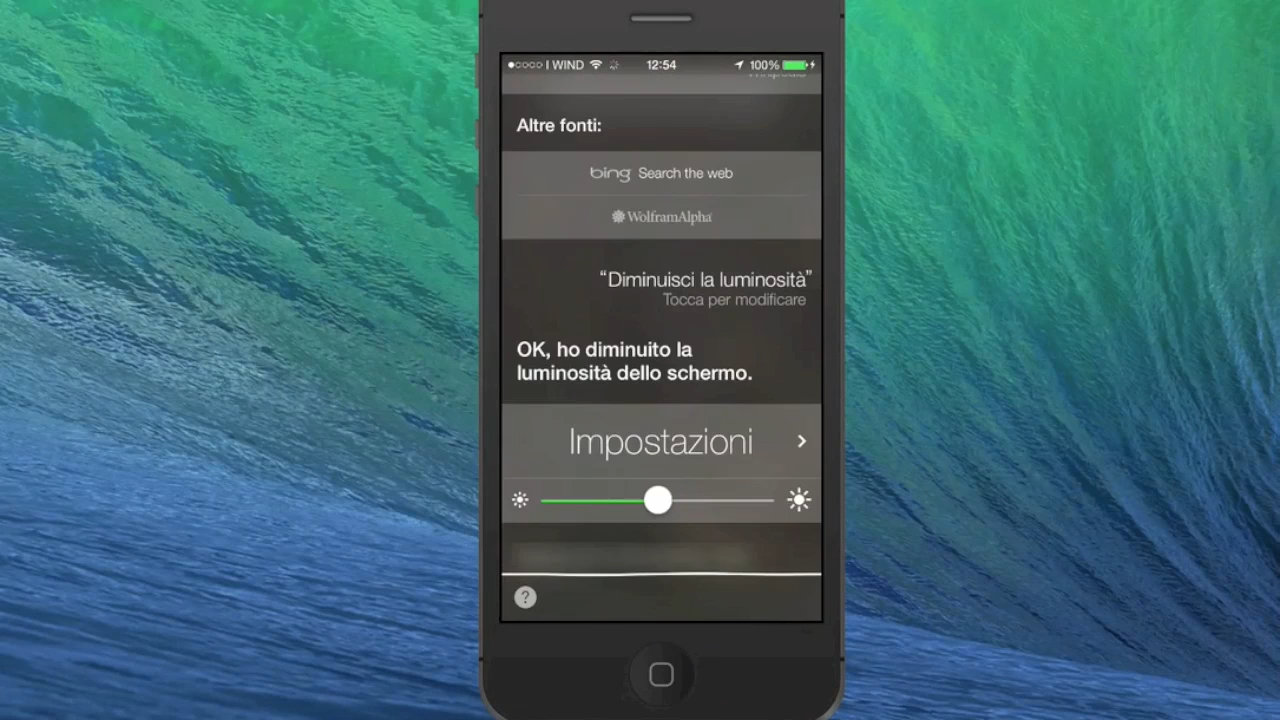 I WIND 12:54 100%
Altre fonti:
bing Search the web
WolframAlpha
“Diminuisci la luminosità”
Tocca per modificare
OK, ho diminuito la
luminosità dello schermo.
Impostazioni
?